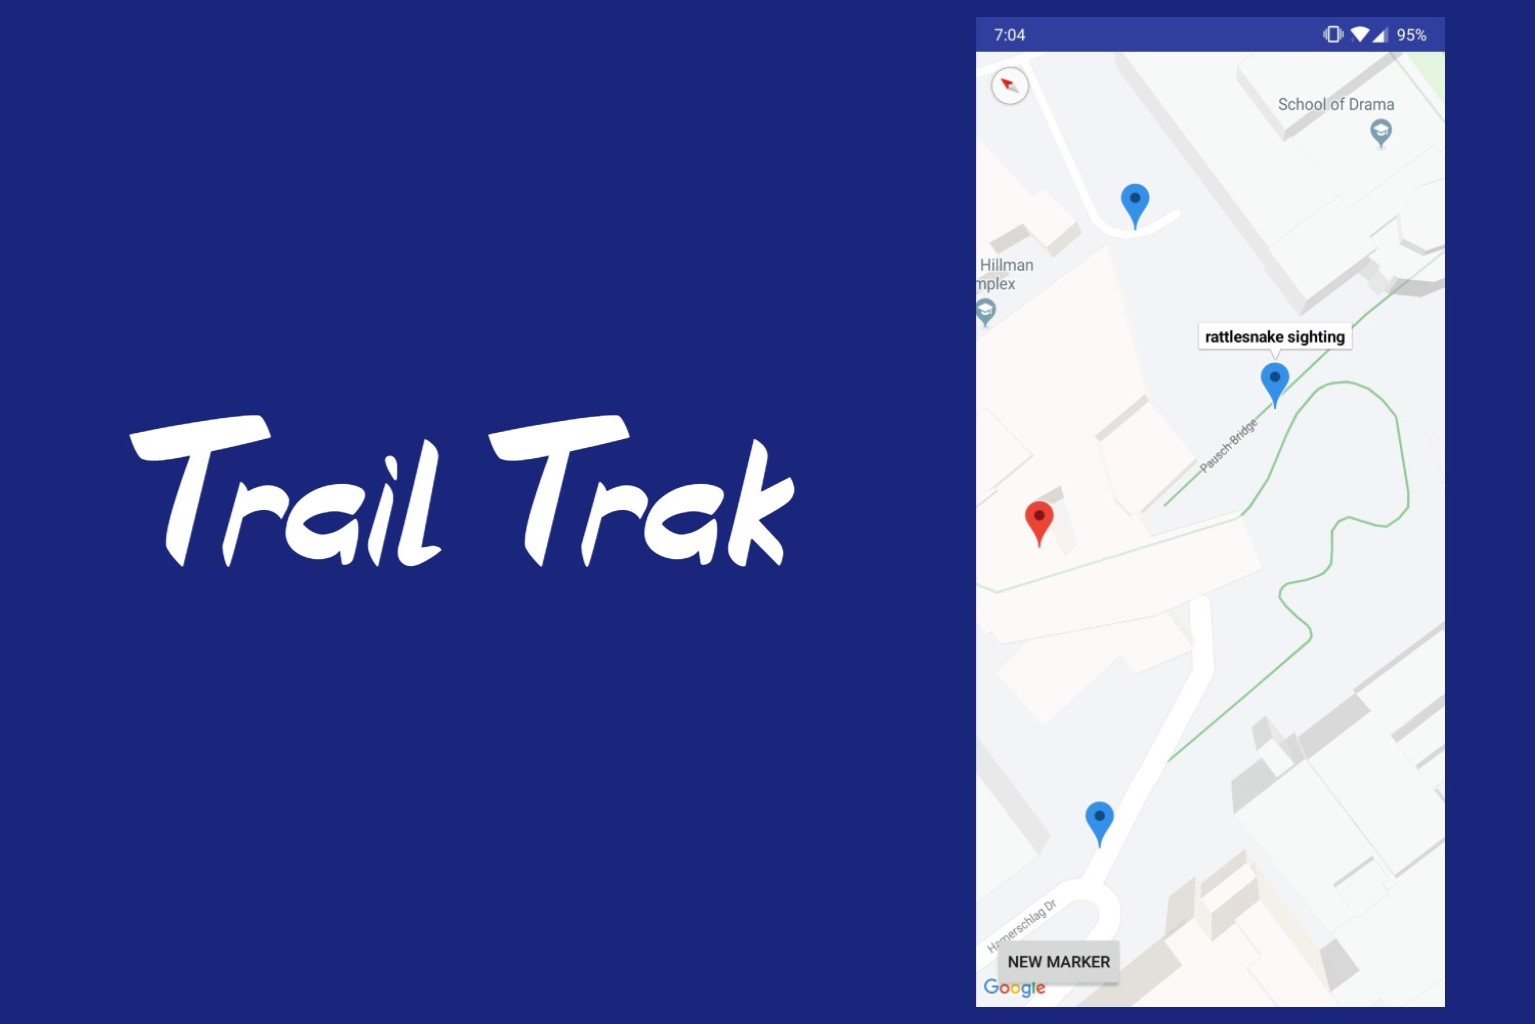 Trail Trak
7:04
95%
School of Drama
Hillman
mplex
rattlesnake sighting
Pausch Bridge
Hamerschlag Dr
NEW MARKER
Google